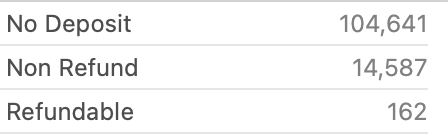 No Deposit 104,641
Non Refund 14,587
Refundable 162